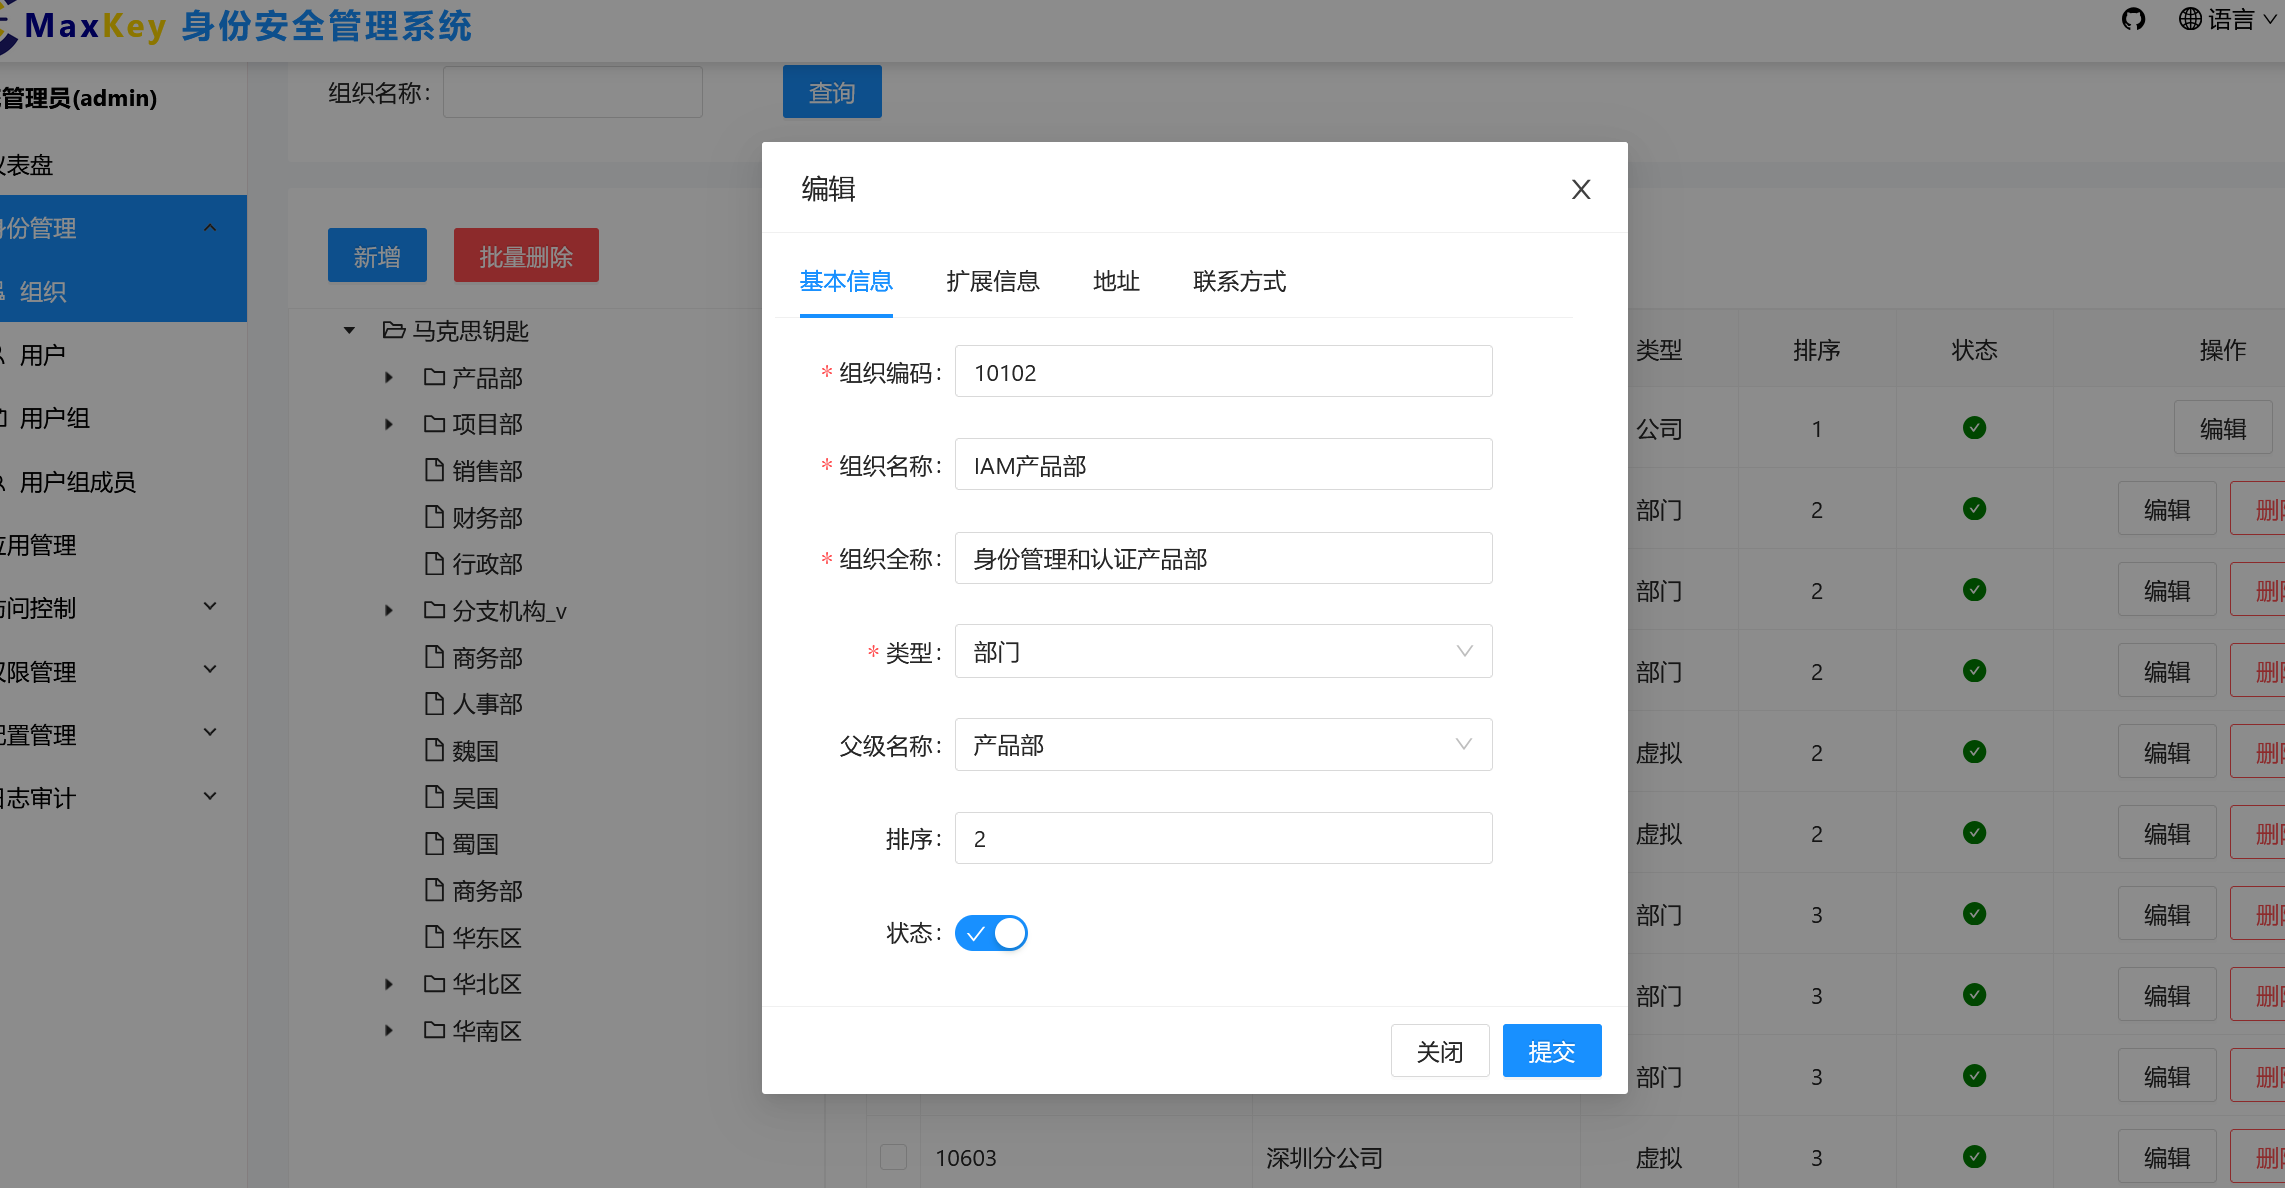 MaxKey 身份安全管理系统
语言
管理员(admin)
表盘
份管理
组织
用户
用户组
用户组成员
用管理
问控制
限管理
置管理
志审计
组织名称:
查询
新增
批量删除
马克思钥匙
产品部
项目部
销售部
财务部
行政部
分支机构_v
商务部
人事部
魏国
吴国
蜀国
商务部
华东区
华北区
华南区
编辑
基本信息 扩展信息 地址 联系方式
* 组织编码: 10102
* 组织名称: IAM产品部
* 组织全称: 身份管理和认证产品部
* 类型: 部门
父级名称: 产品部
排序: 2
状态:
关闭 提交
类型 排序 状态 操作
公司 1 编辑
部门 2 编辑 删
部门 2 编辑 删
部门 2 编辑 删
虚拟 2 编辑 删
虚拟 2 编辑 删
部门 3 编辑 删
部门 3 编辑 删
部门 3 编辑 删
10603 深圳分公司 虚拟 3 编辑 删